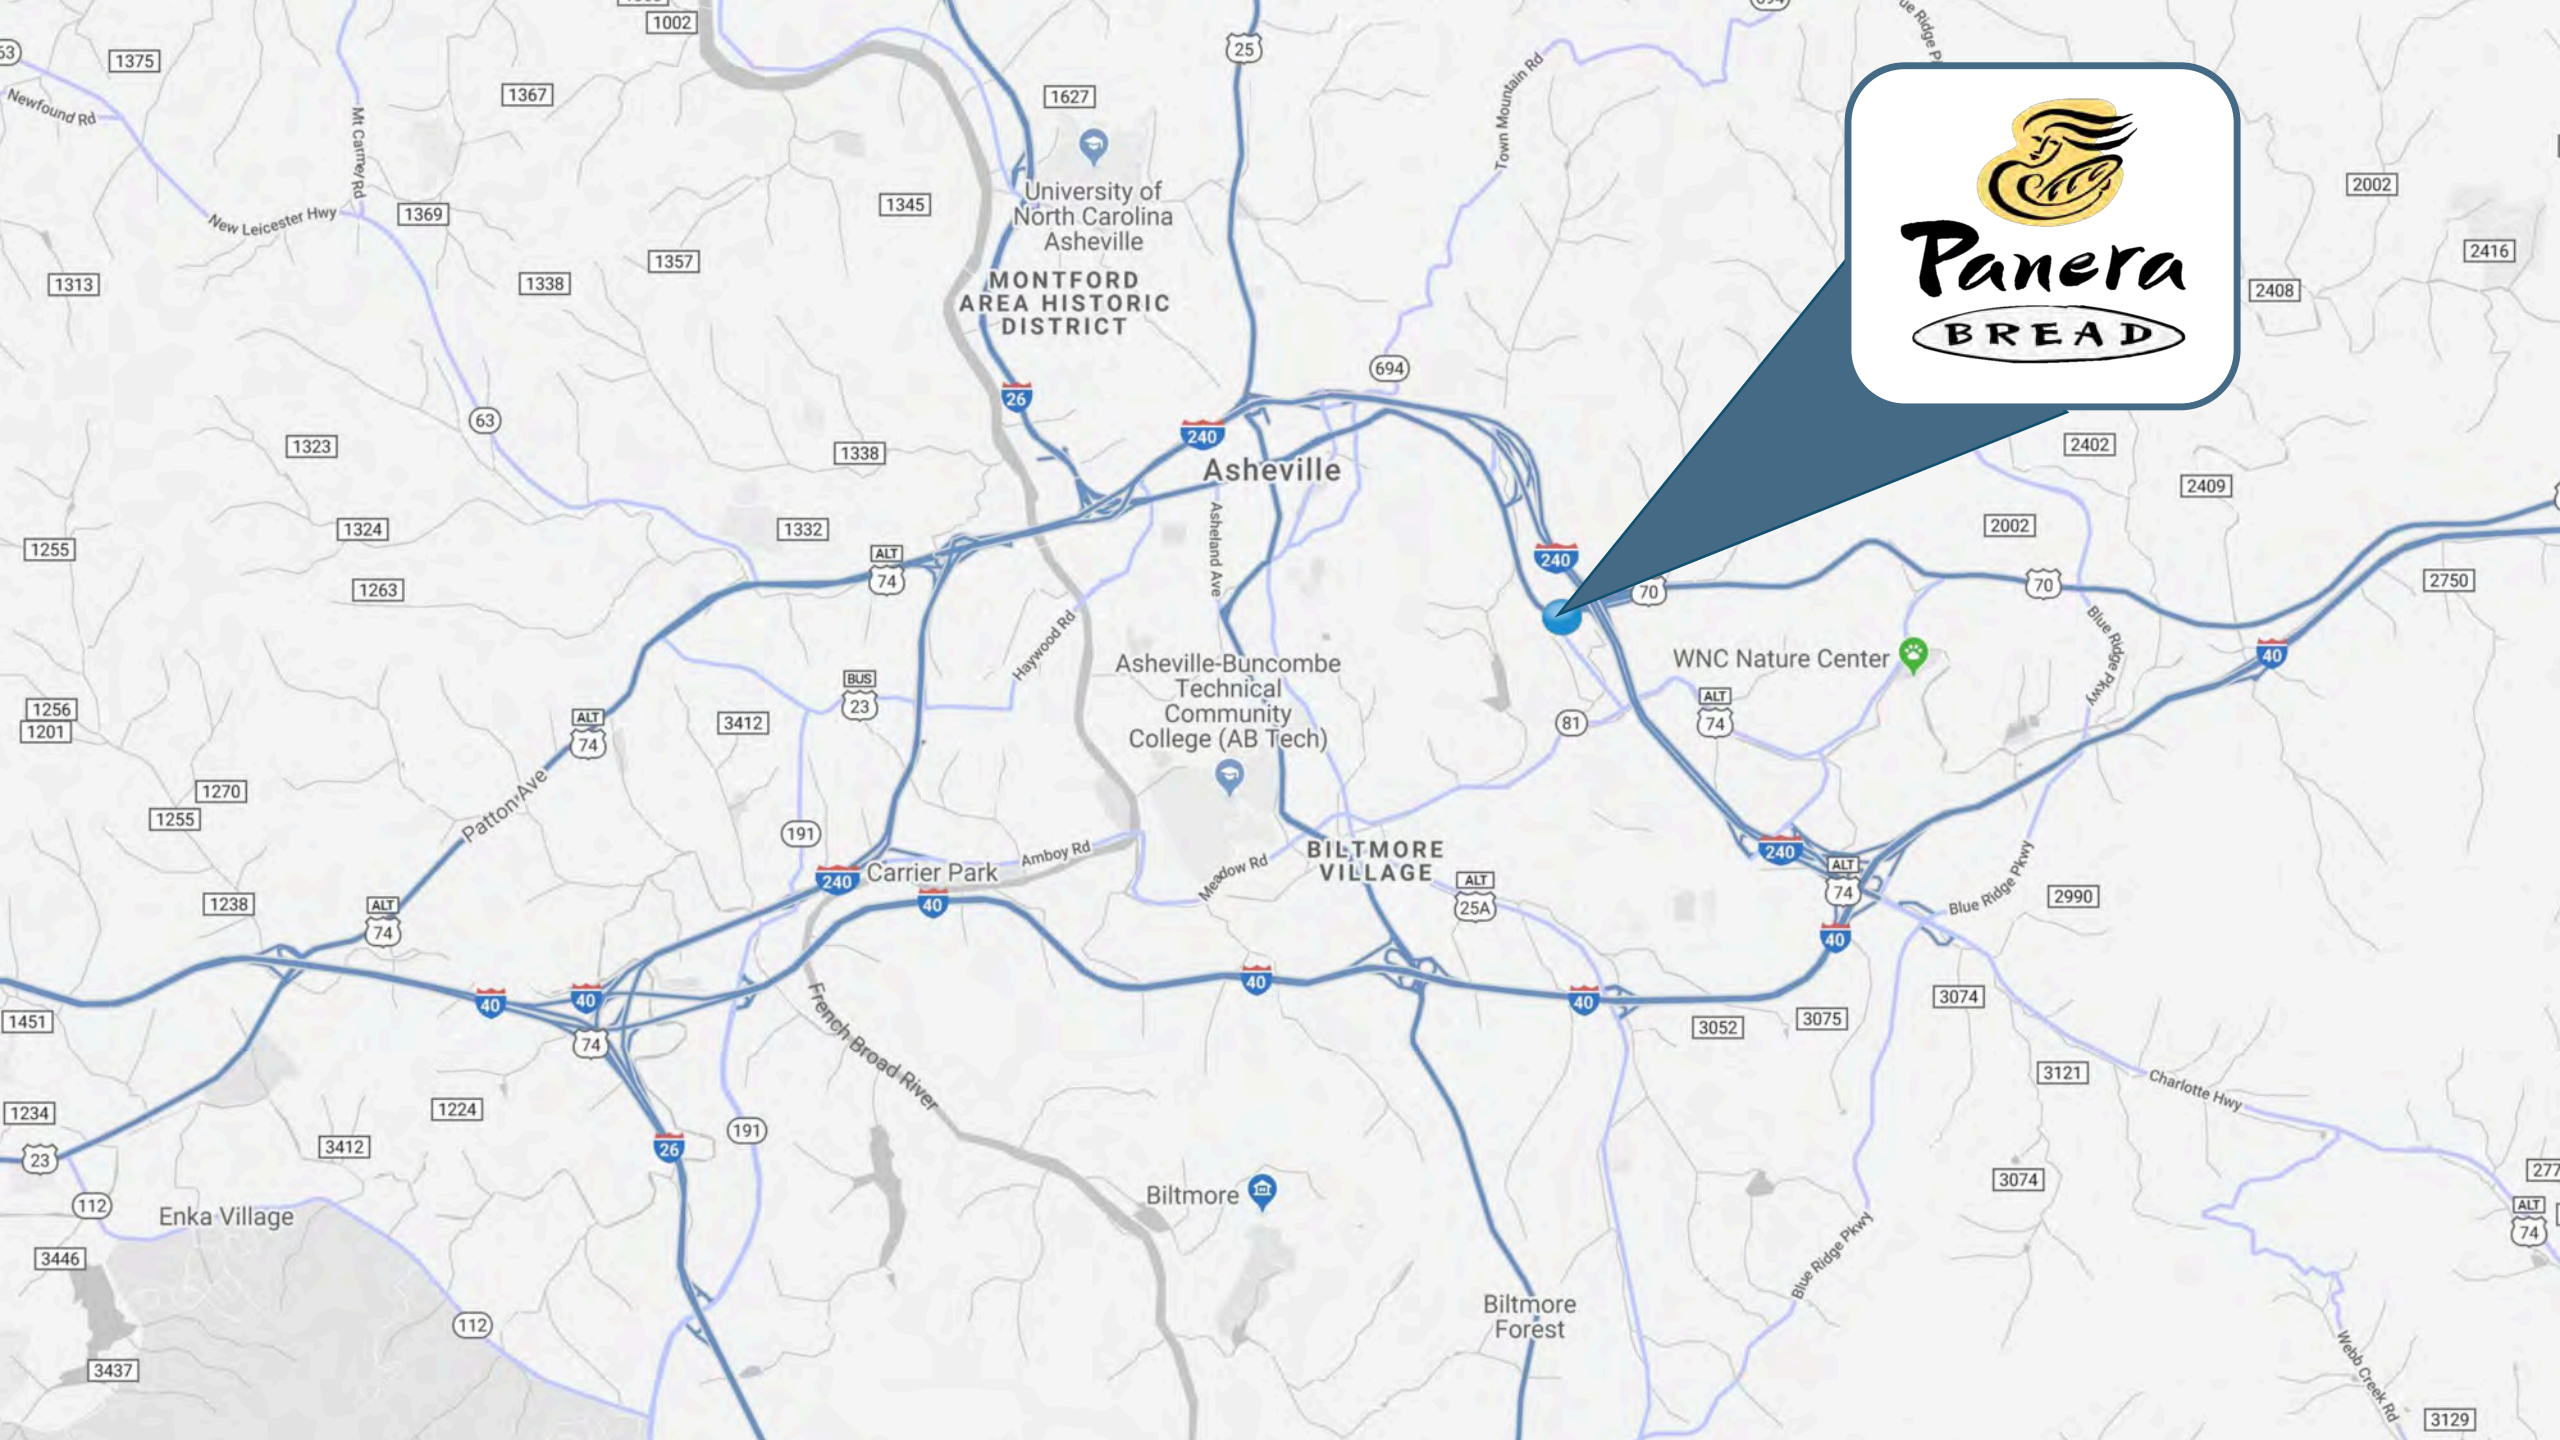 1002
25
63
1375
1367
1627
Newfound Rd
Mt Carmel Rd
Town Mountain Rd
Panera
BREAD
University of
North Carolina
Asheville
1345
2002
New Leicester Hwy
1369
1357
2416
MONTFORD
AREA HISTORIC
DISTRICT
1313
1338
2408
694
26
63
240
1323
1338
2402
Asheville
2409
1324
1332
2002
1255
ALT
74
240
Asheland Ave
1263
70
70
2750
Haywood Rd
Asheville-Buncombe
Technical
Community
College (AB Tech)
WNC Nature Center
Blue Ridge Pkwy
40
BUS
23
ALT
74
1256
1201
ALT
74
3412
81
1270
1255
Patton Ave
191
Amboy Rd
BILTMORE
VILLAGE
240
240
Carrier Park
Meadow Rd
ALT
25A
ALT
74
Blue Ridge Pkwy
2990
1238
ALT
74
40
40
40
40
40
40
74
1451
French Broad River
3052
3075
3074
3121
Charlotte Hwy
1234
1224
3412
23
26
191
112
Biltmore
3074
277
Enka Village
ALT
74
3446
Blue Ridge Pkwy
112
Biltmore
Forest
3437
Webb Creek Rd
3129